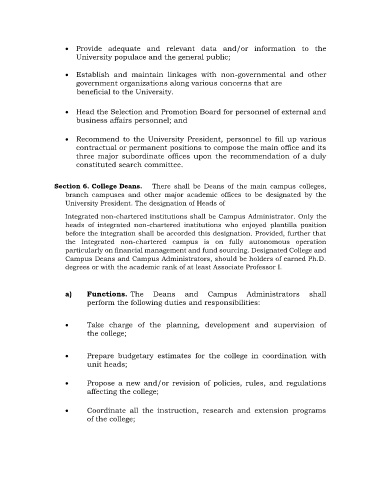 • Provide adequate and relevant data and/or information to the
University populace and the general public;
• Establish and maintain linkages with non-governmental and other
government organizations along various concerns that are
beneficial to the University.
• Head the Selection and Promotion Board for personnel of external and
business affairs personnel; and
• Recommend to the University President, personnel to fill up various
contractual or permanent positions to compose the main office and its
three major subordinate offices upon the recommendation of a duly
constituted search committee.
Section 6. College Deans. There shall be Deans of the main campus colleges,
branch campuses and other major academic offices to be designated by the
University President. The designation of Heads of
Integrated non-chartered institutions shall be Campus Administrator. Only the
heads of integrated non-chartered institutions who enjoyed plantilla position
before the integration shall be accorded this designation. Provided, further that
the integrated non-chartered campus is on fully autonomous operation
particularly on financial management and fund sourcing. Designated College and
Campus Deans and Campus Administrators, should be holders of earned Ph.D.
degrees or with the academic rank of at least Associate Professor I.
a) Functions. The Deans and Campus Administrators shall
perform the following duties and responsibilities:
• Take charge of the planning, development and supervision of
the college;
• Prepare budgetary estimates for the college in coordination with
unit heads;
• Propose a new and/or revision of policies, rules, and regulations
affecting the college;
• Coordinate all the instruction, research and extension programs
of the college;